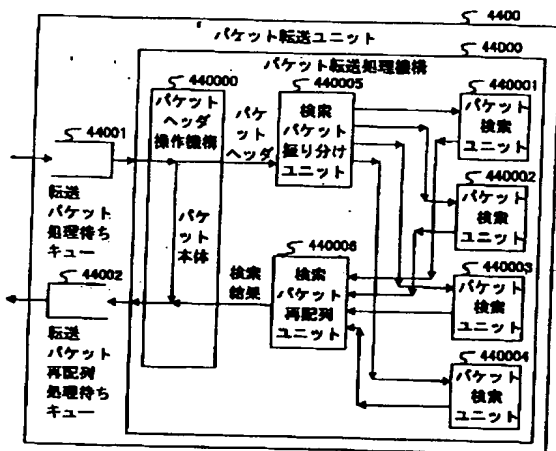 4400
パケット転送ユニット
44000
パケット転送処理機構
440000
パケット
ヘッダ
操作機構
パケットヘッダ
440005
検索
パケット
振り分け
ユニット
440001
パケット
検索
ユニット
44001
転送
パケット
処理待ち
キュー
パケット本体
440002
パケット
検索
ユニット
44002
転送
パケット
再配列
処理待ち
キュー
検索
結果
440006
検索
パケット
再配列
ユニット
440003
パケット
検索
ユニット
440004
パケット
検索
ユニット